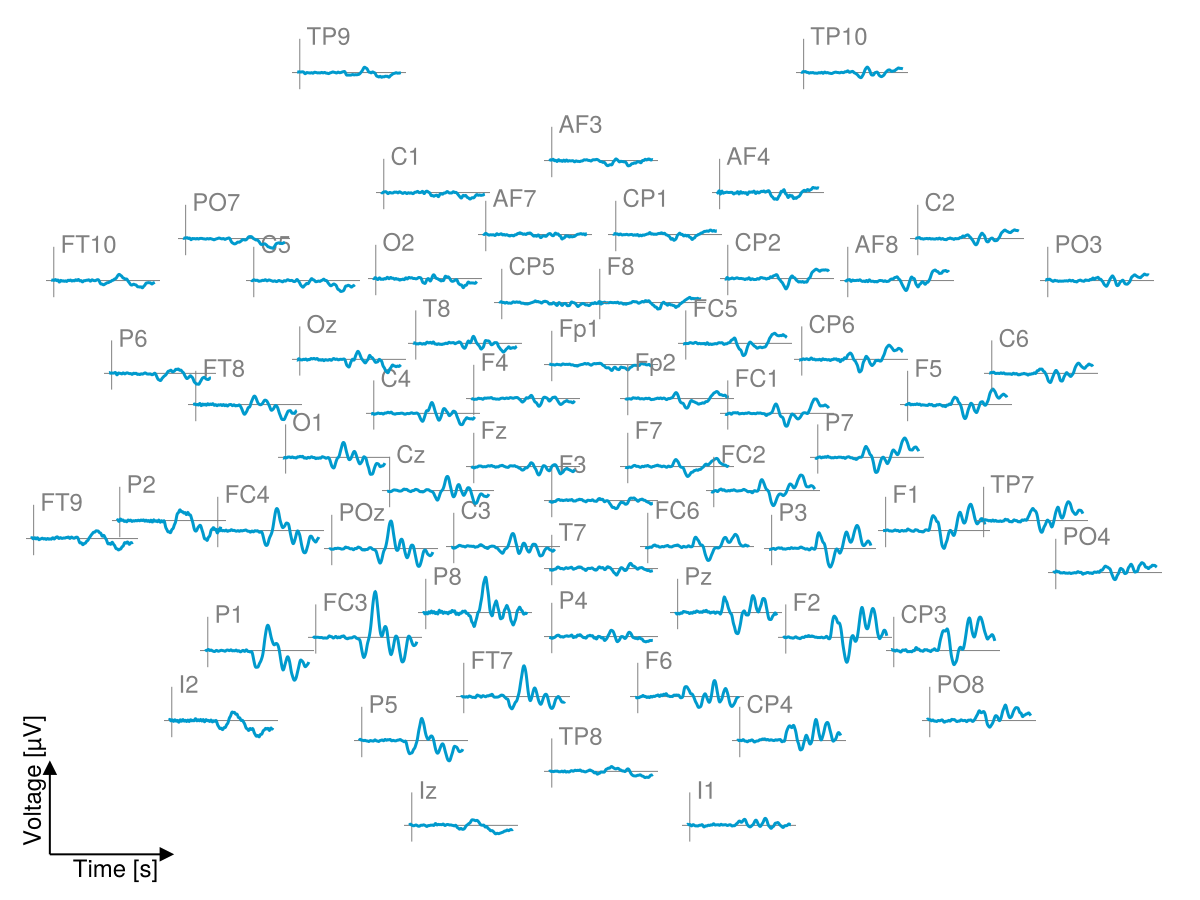 TP9
TP10
AF3
C1
AF4
PO7
AF7
CP1
C2
FT10
C5
O2
CP5
F8
CP2
AF8
PO3
P6
FT8
Oz
T8
Fp1
Fp2
FC5
CP6
C6
C4
F4
FC1
F5
O1
Cz
Fz
F3
F7
FC2
P7
FT9
P2
FC4
POz
C3
T7
FC6
P3
F1
TP7
PO4
P1
FC3
P8
P4
Pz
F2
CP3
I2
P5
FT7
TP8
F6
CP4
PO8
Iz
I1
Voltage [µV]
Time [s]